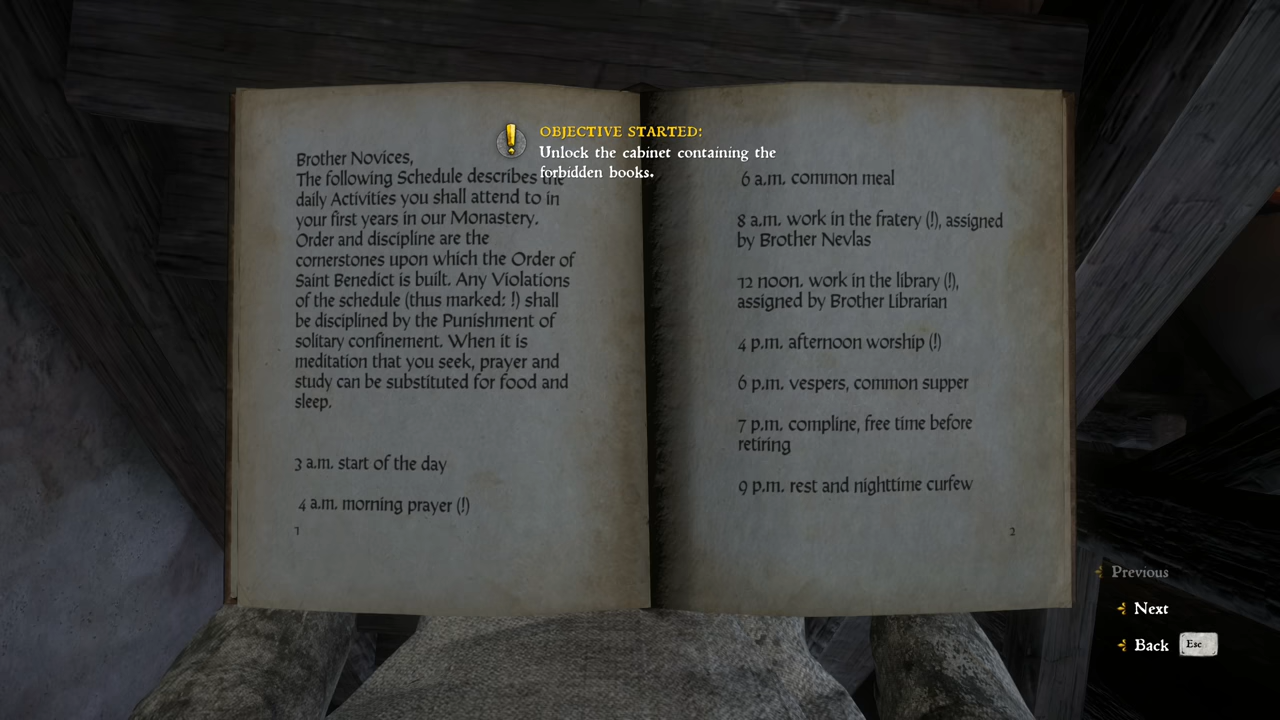 OBJECTIVE STARTED:
Unlock the cabinet containing the
forbidden books.
Brother Novices,
The following Schedule describes the
daily Activities you shall attend to in
your first years in our Monastery.
Order and discipline are the
cornerstones upon which the Order of
Saint Benedict is built. Any Violations
of the schedule (thus marked: !) shall
be disciplined by the Punishment of
solitary confinement. When it is
meditation that you seek, prayer and
study can be substituted for food and
sleep.
3 a.m. start of the day
4 a.m. morning prayer (!)
1
6 a.m. common meal
8 a.m. work in the fratery (!), assigned
by Brother Nevlas
12 noon. work in the library (!),
assigned by Brother Librarian
4 p.m. afternoon worship (!)
6 p.m. vespers, common supper
7 p.m. compline, free time before
retiring
9 p.m. rest and nighttime curfew
2
Previous
Next
Back Esc